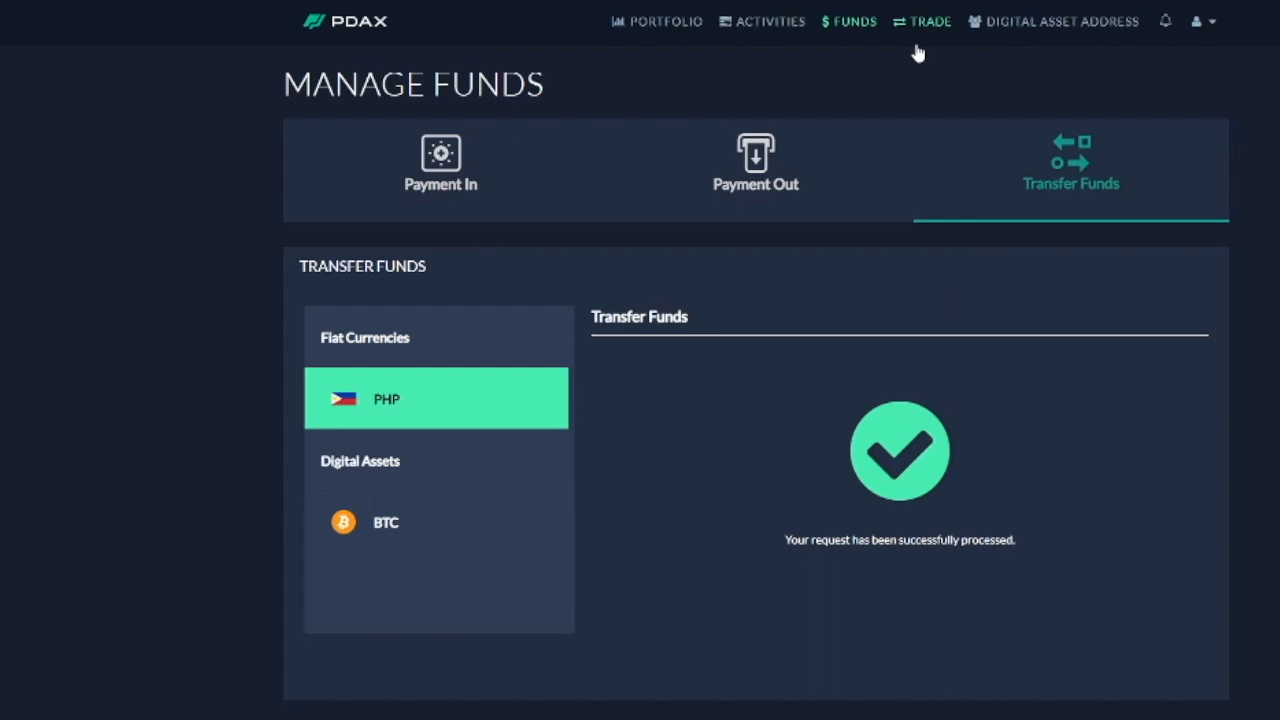 PDAX
PORTFOLIO ACTIVITIES $ FUNDS TRADE DIGITAL ASSET ADDRESS
MANAGE FUNDS
Payment In
Payment Out
Transfer Funds
TRANSFER FUNDS
Fiat Currencies
PHP
Digital Assets
BTC
Transfer Funds
Your request has been successfully processed.